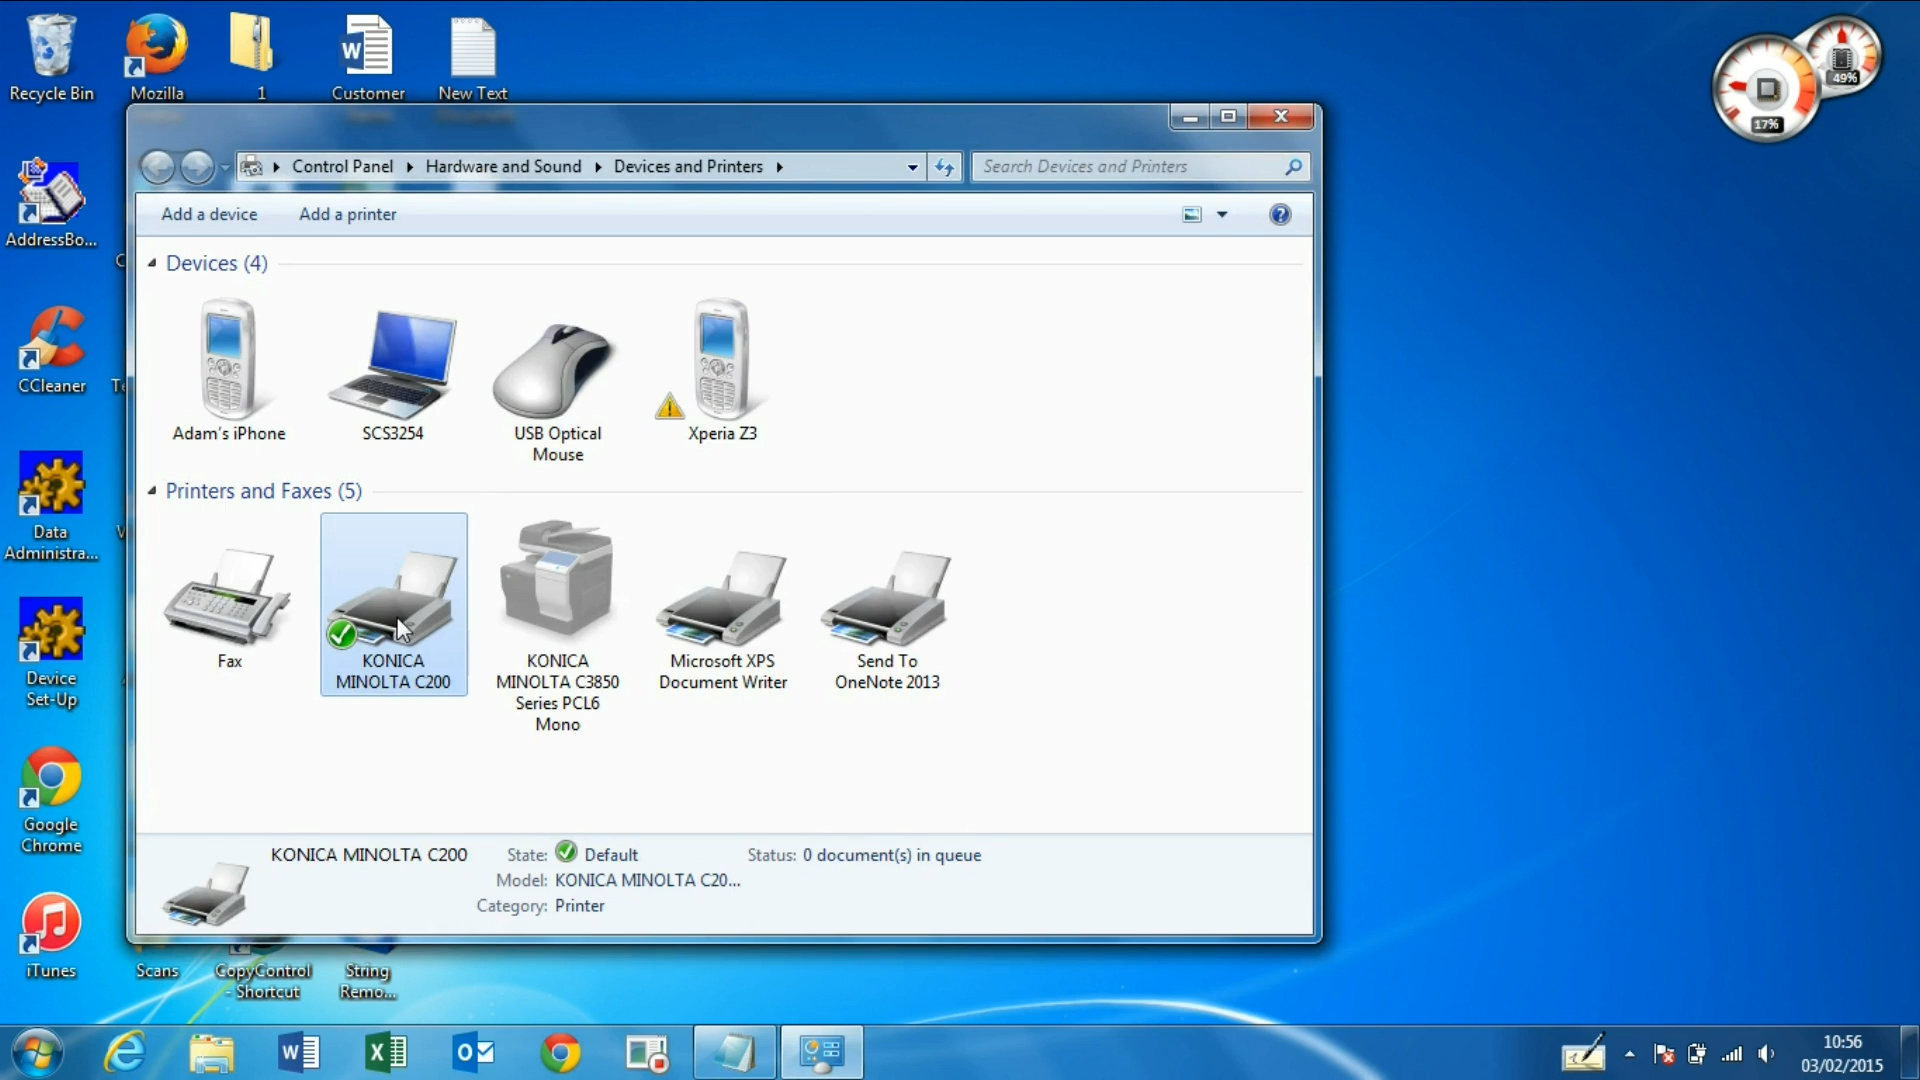 Recycle Bin
Mozilla
1
Customer
New Text
49%
17%
Control Panel
Hardware and Sound
Devices and Printers
Search Devices and Printers
Add a device
Add a printer
AddressBo...
Devices (4)
Adam's iPhone
SCS3254
USB Optical
Mouse
Xperia Z3
CCleaner
Printers and Faxes (5)
Data
Administra...
Fax
KONICA
MINOLTA C200
KONICA
MINOLTA C3850
Series PCL6
Mono
Microsoft XPS
Document Writer
Send To
OneNote 2013
Device
Set-Up
Google
Chrome
KONICA MINOLTA C200
State: Default
Status: 0 document(s) in queue
Model: KONICA MINOLTA C20...
Category: Printer
iTunes
Scans
CopyControl
- Shortcut
String
Remo...
10:56
03/02/2015